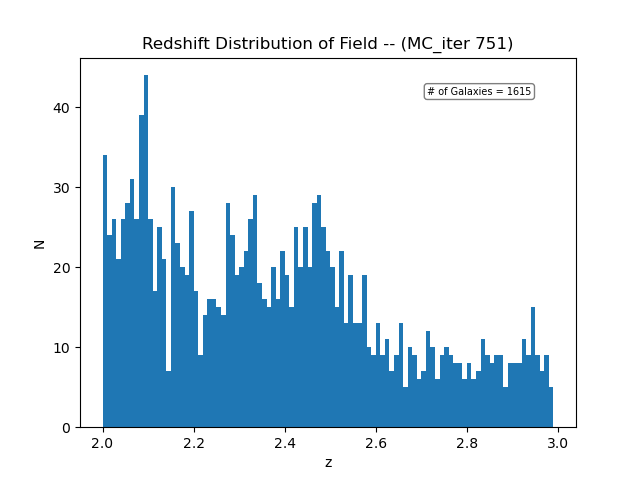 Redshift Distribution of Field -- (MC_iter 751)
# of Galaxies = 1615
N
40
30
20
10
0
2.0 2.2 2.4 2.6 2.8 3.0
z